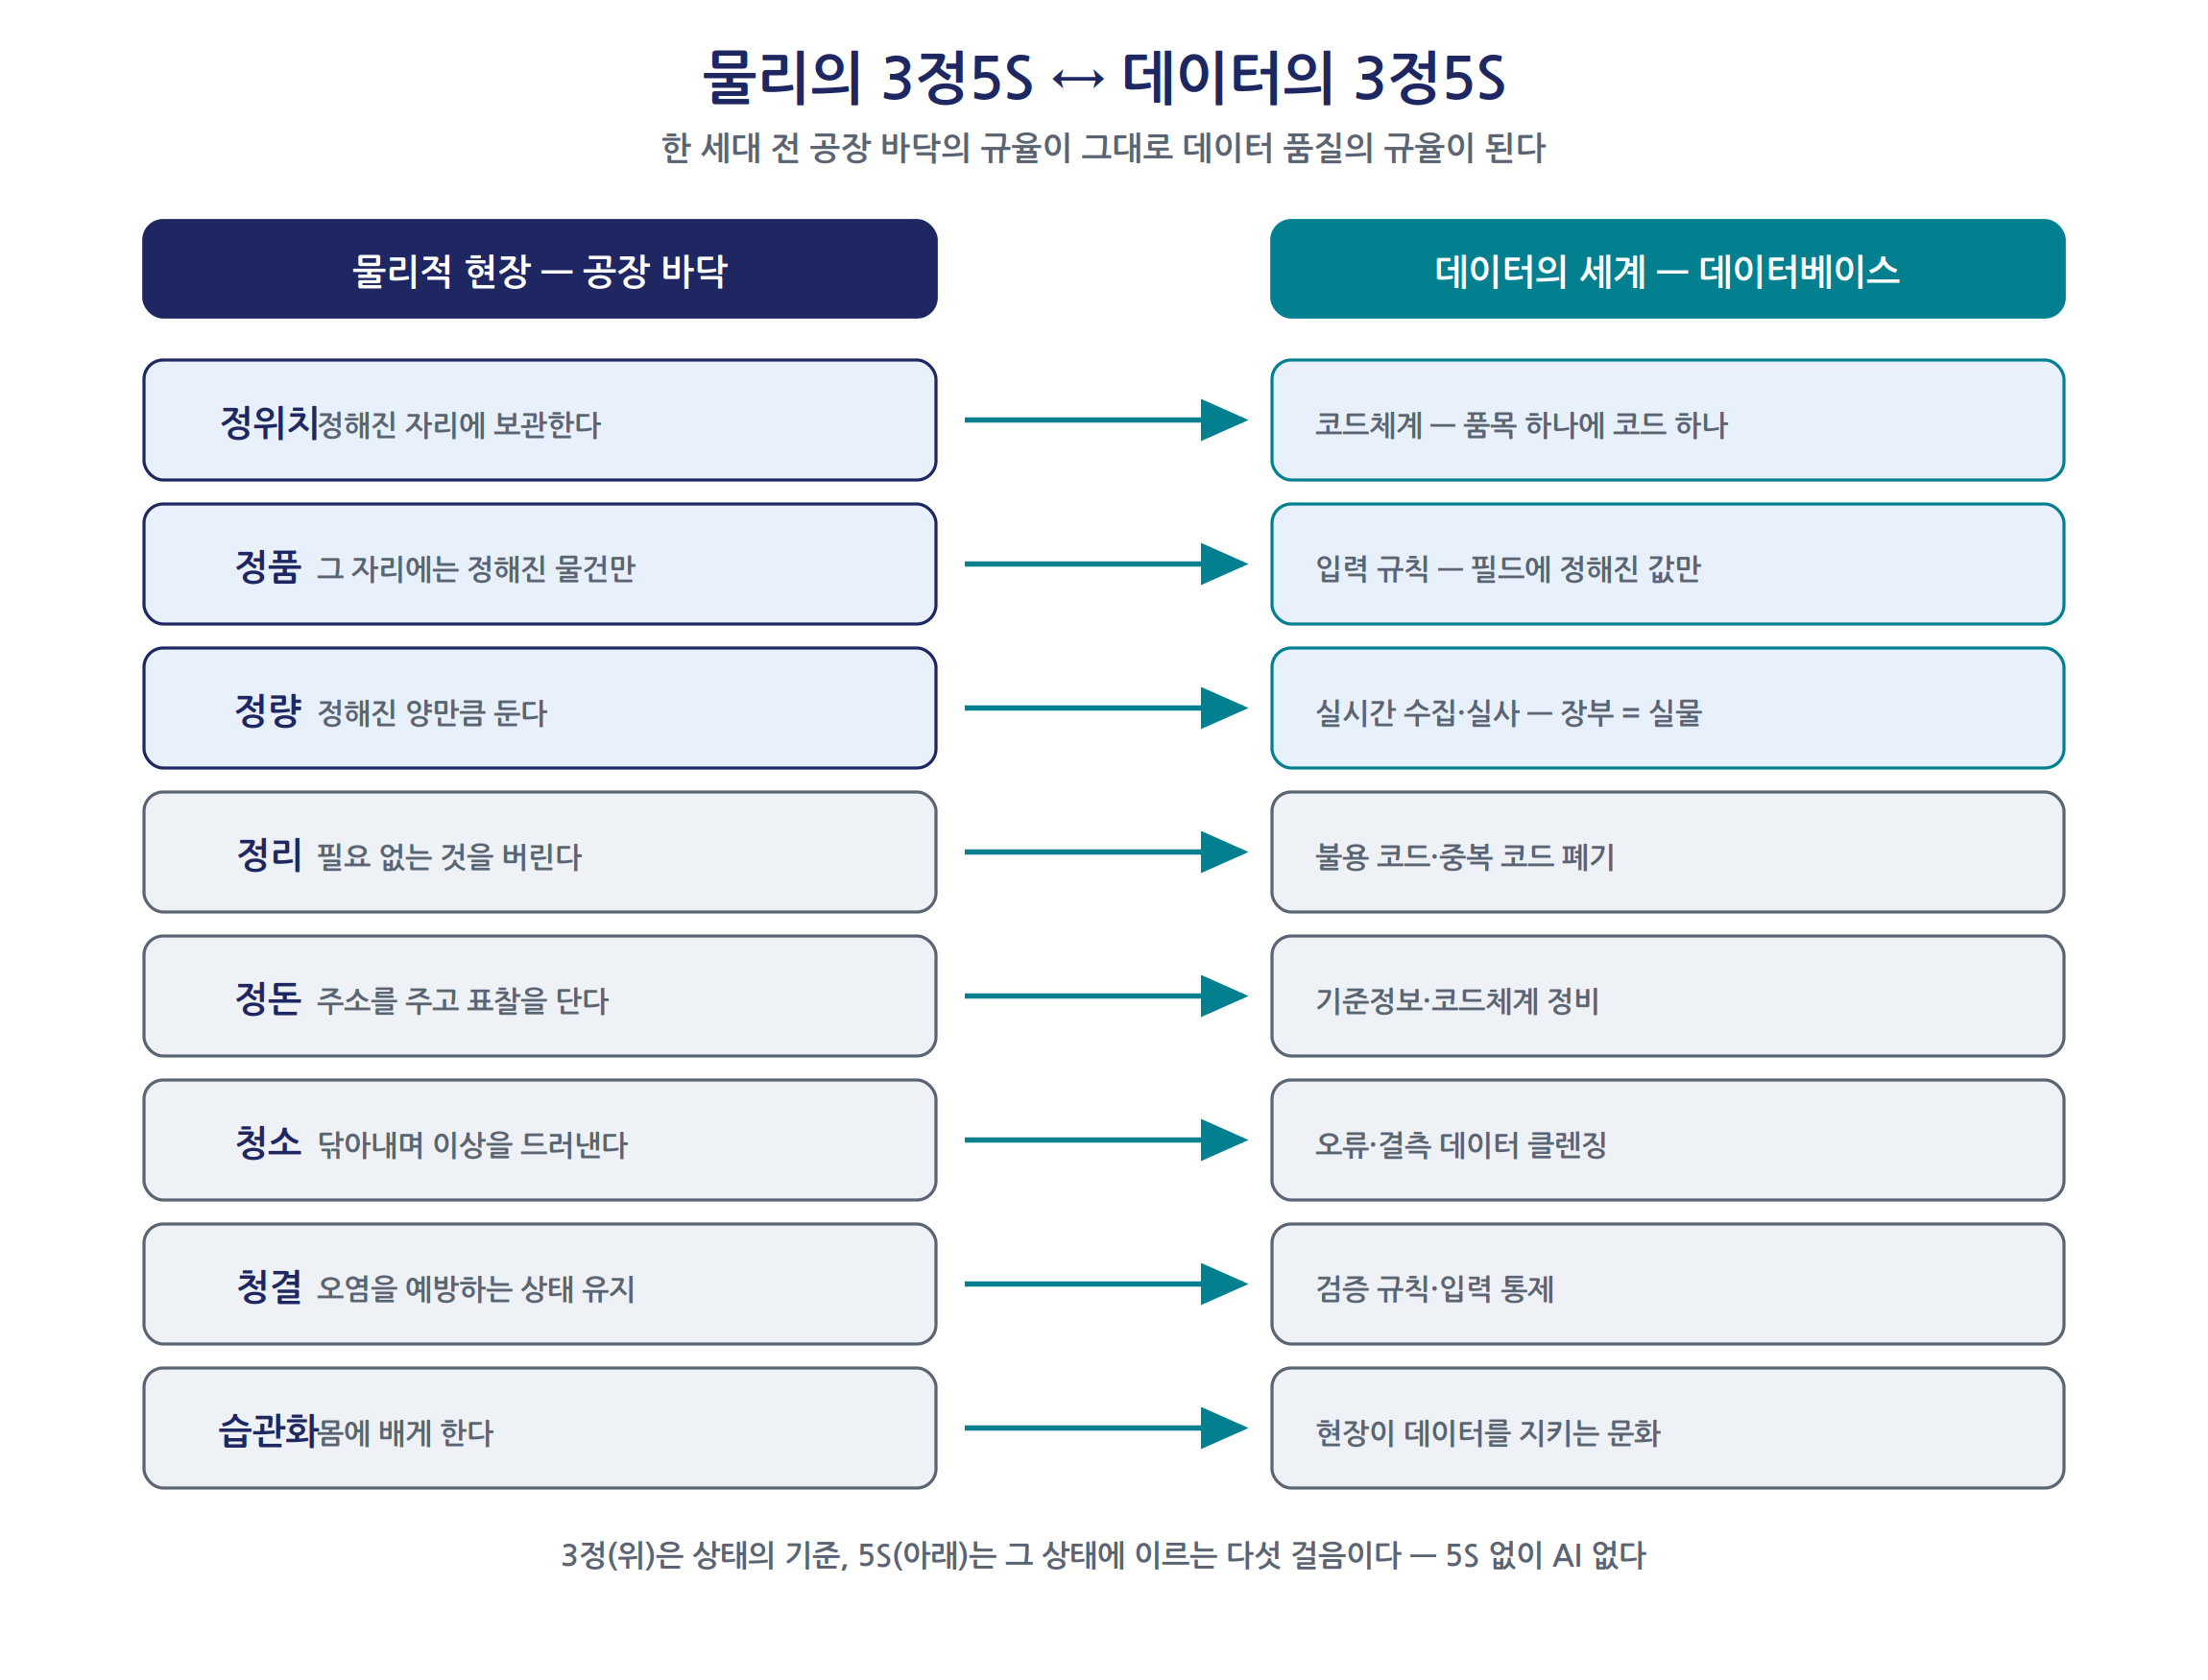 물리의 3정5S ↔ 데이터의 3정5S
한 세대 전 공장 바닥의 규율이 그대로 데이터 품질의 규율이 된다
물리적 현장 — 공장 바닥
데이터의 세계 — 데이터베이스
정위치 정해진 자리에 보관한다
코드체계 — 품목 하나에 코드 하나
정품 그 자리에는 정해진 물건만
입력 규칙 — 필드에 정해진 값만
정량 정해진 양만큼 둔다
실시간 수집·실사 — 장부 = 실물
정리 필요 없는 것을 버린다
불용 코드·중복 코드 폐기
정돈 주소를 주고 표찰을 단다
기준정보·코드체계 정비
청소 닦아내며 이상을 드러낸다
오류·결측 데이터 클렌징
청결 오염을 예방하는 상태 유지
검증 규칙·입력 통제
습관화 몸에 배게 한다
현장이 데이터를 지키는 문화
3정(위)은 상태의 기준, 5S(아래)는 그 상태에 이르는 다섯 걸음이다 — 5S 없이 AI 없다